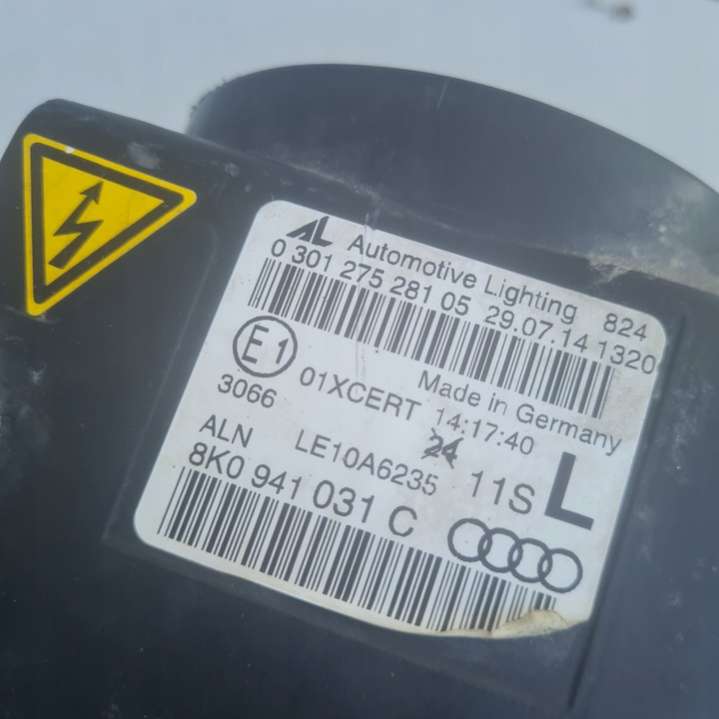 AL Automotive Lighting 824
0 301 275 281 05 29.07.14 1320
Made in Germany
E1 01XCERT 14:17:40
3066
24
ALN LE10A6235 11S L
8K0 941 031 C